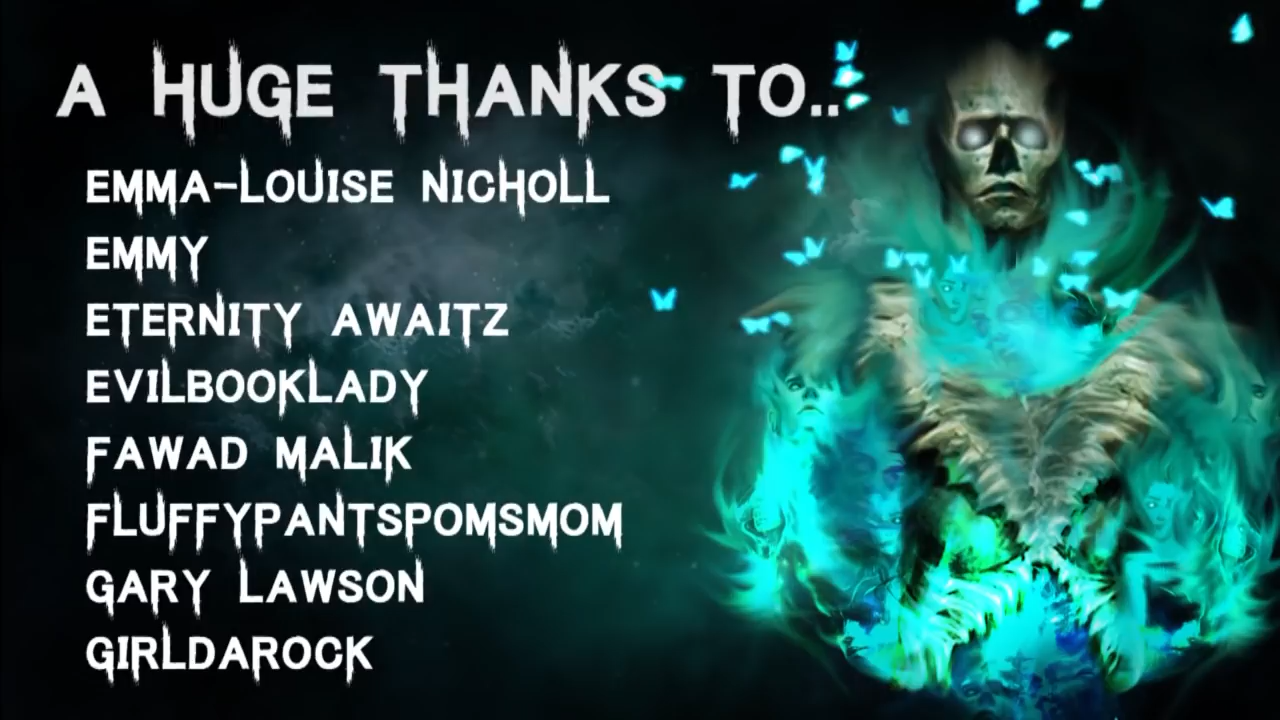 A HUGE THANKS TO..
EMMA-LOUISE NICHOLL
EMMY
ETERNITY AWAITZ
EVILBOOKLADY
FAWAD MALIK
FLUFFYPANTSPOMSMOM
GARY LAWSON
GIRLDAROCK